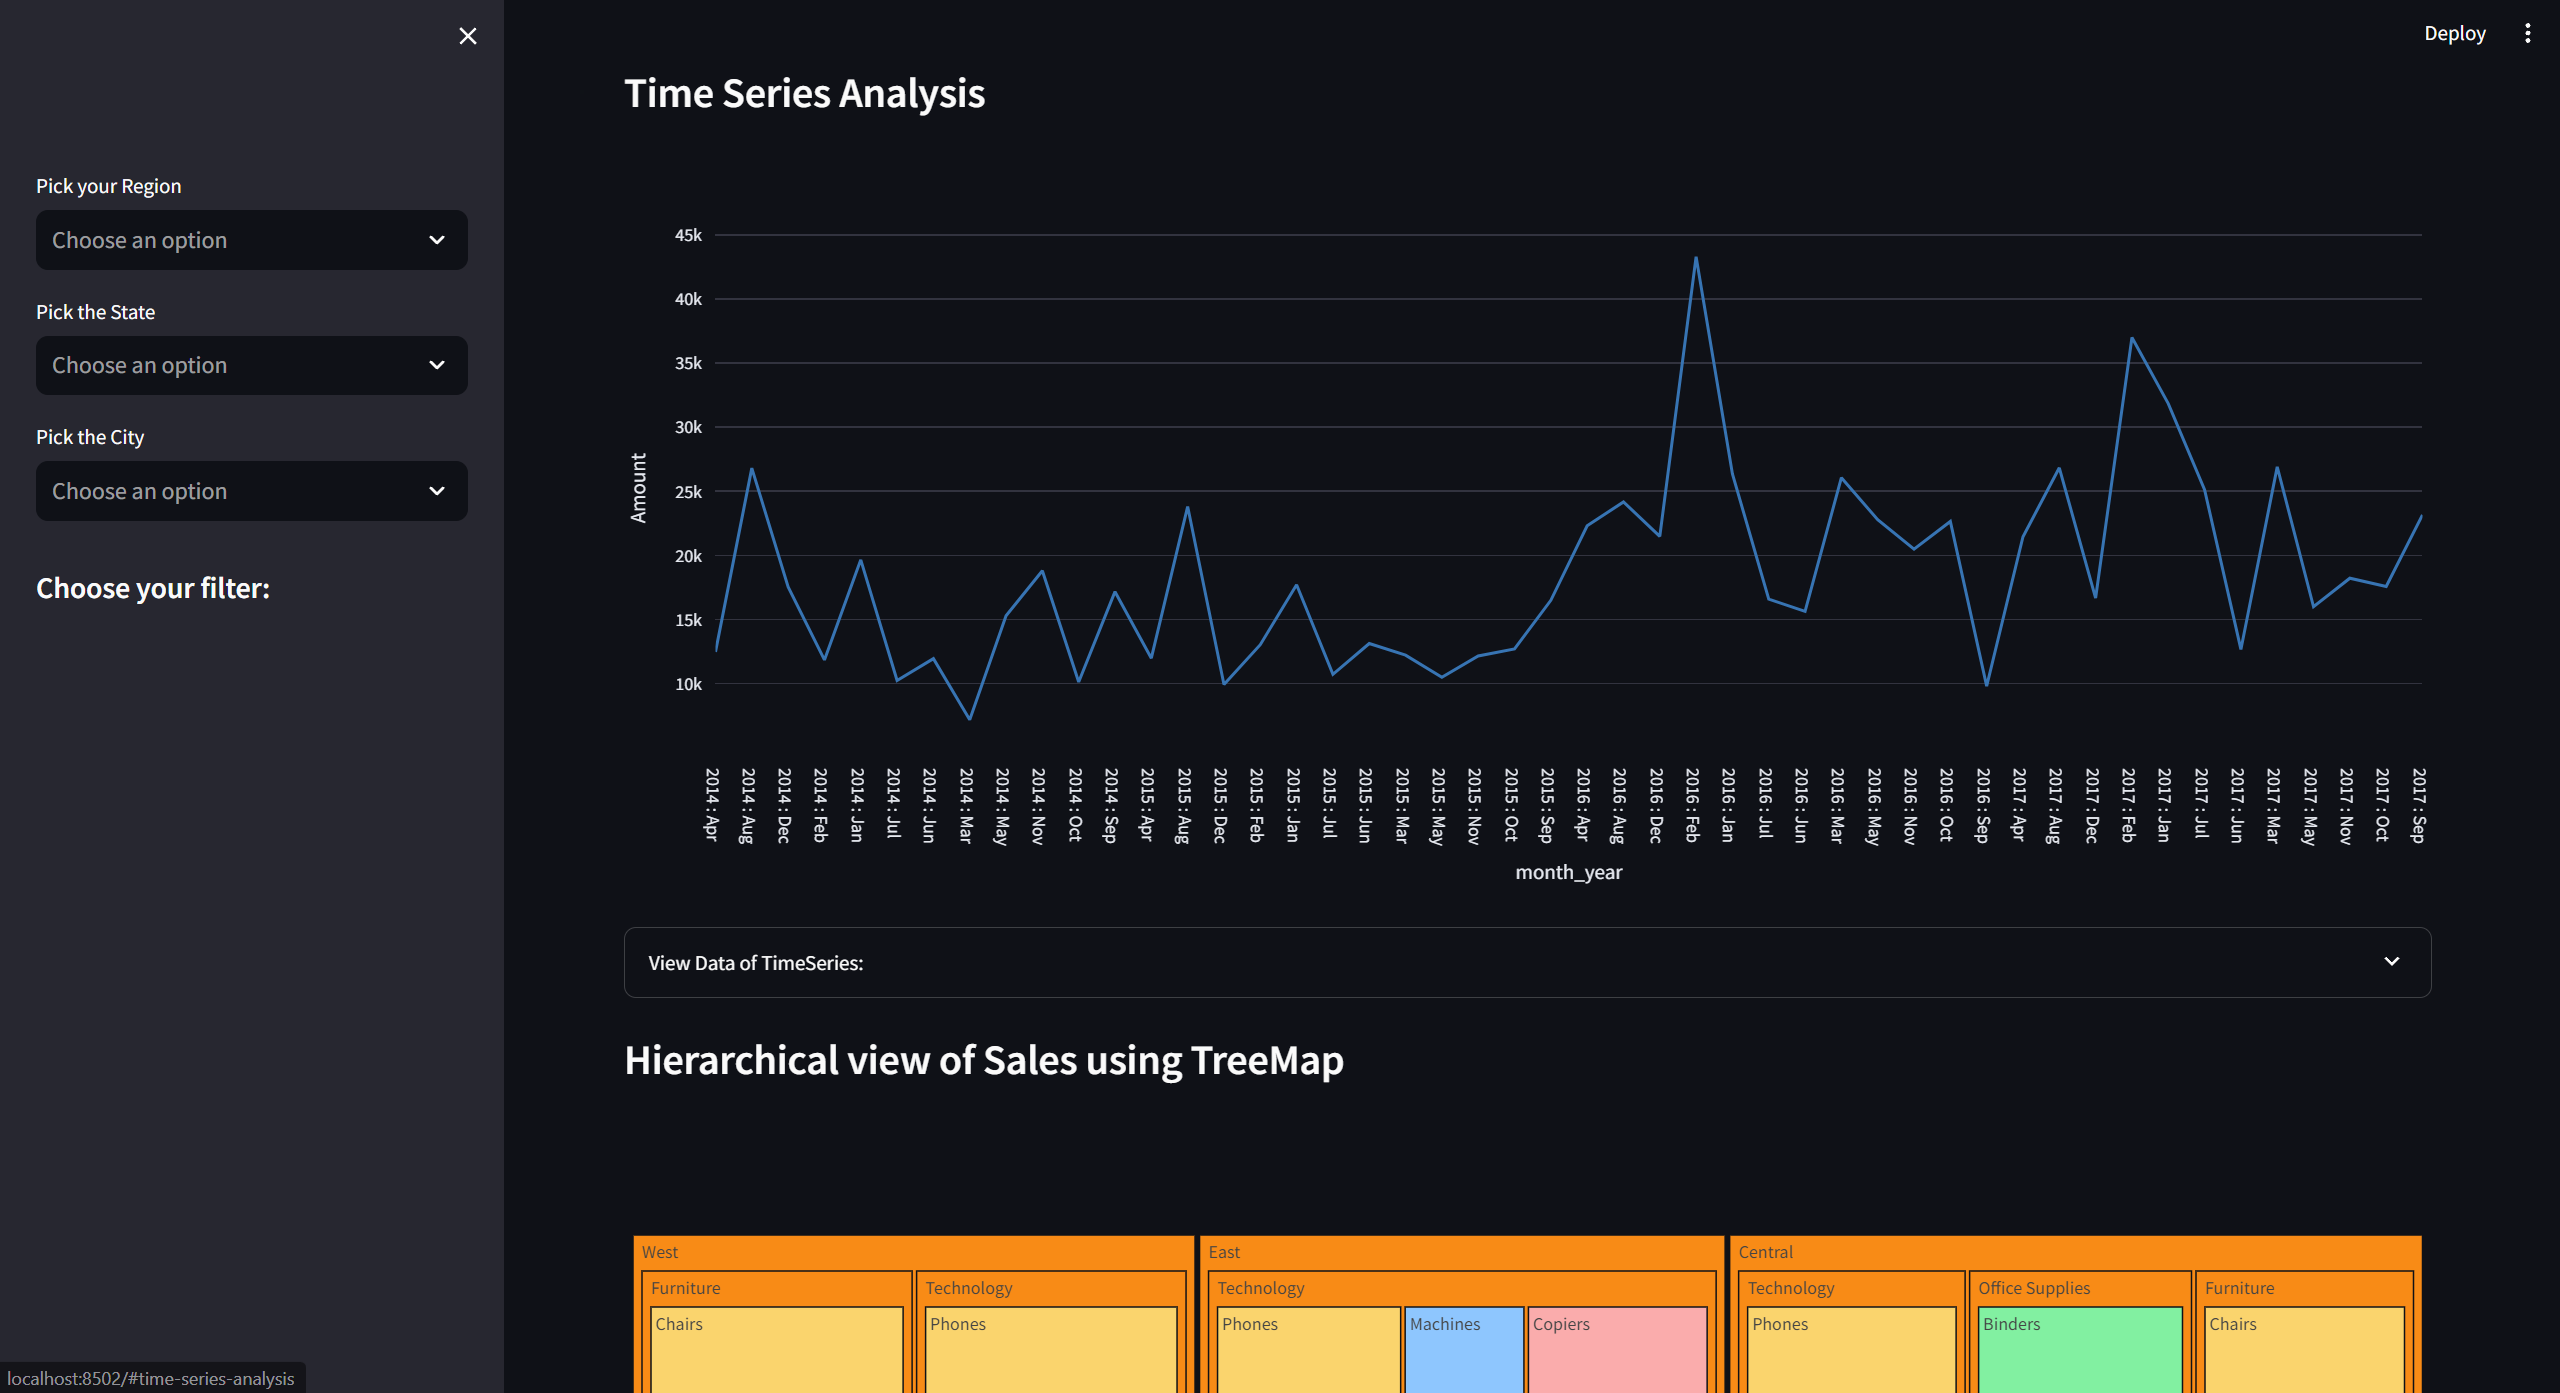 Deploy
Pick your Region
Choose an option
Pick the State
Choose an option
Pick the City
Choose an option
Choose your filter:
Time Series Analysis
45k
40k
35k
30k
25k
20k
15k
10k
Amount
2014 : Apr
2014 : Aug
2014 : Dec
2014 : Feb
2014 : Jan
2014 : Jul
2014 : Jun
2014 : Mar
2014 : May
2014 : Nov
2014 : Oct
2014 : Sep
2015 : Apr
2015 : Aug
2015 : Dec
2015 : Feb
2015 : Jan
2015 : Jul
2015 : Jun
2015 : Mar
2015 : May
2015 : Nov
2015 : Oct
2015 : Sep
2016 : Apr
2016 : Aug
2016 : Dec
2016 : Feb
2016 : Jan
2016 : Jul
2016 : Jun
2016 : Mar
2016 : May
2016 : Nov
2016 : Oct
2016 : Sep
2017 : Apr
2017 : Aug
2017 : Dec
2017 : Feb
2017 : Jan
2017 : Jul
2017 : Jun
2017 : Mar
2017 : May
2017 : Nov
2017 : Oct
2017 : Sep
month_year
View Data of TimeSeries:
Hierarchical view of Sales using TreeMap
West
Furniture
Chairs
Technology
Phones
East
Technology
Phones
Machines
Copiers
Central
Technology
Phones
Office Supplies
Binders
Furniture
Chairs
localhost:8502/#time-series-analysis